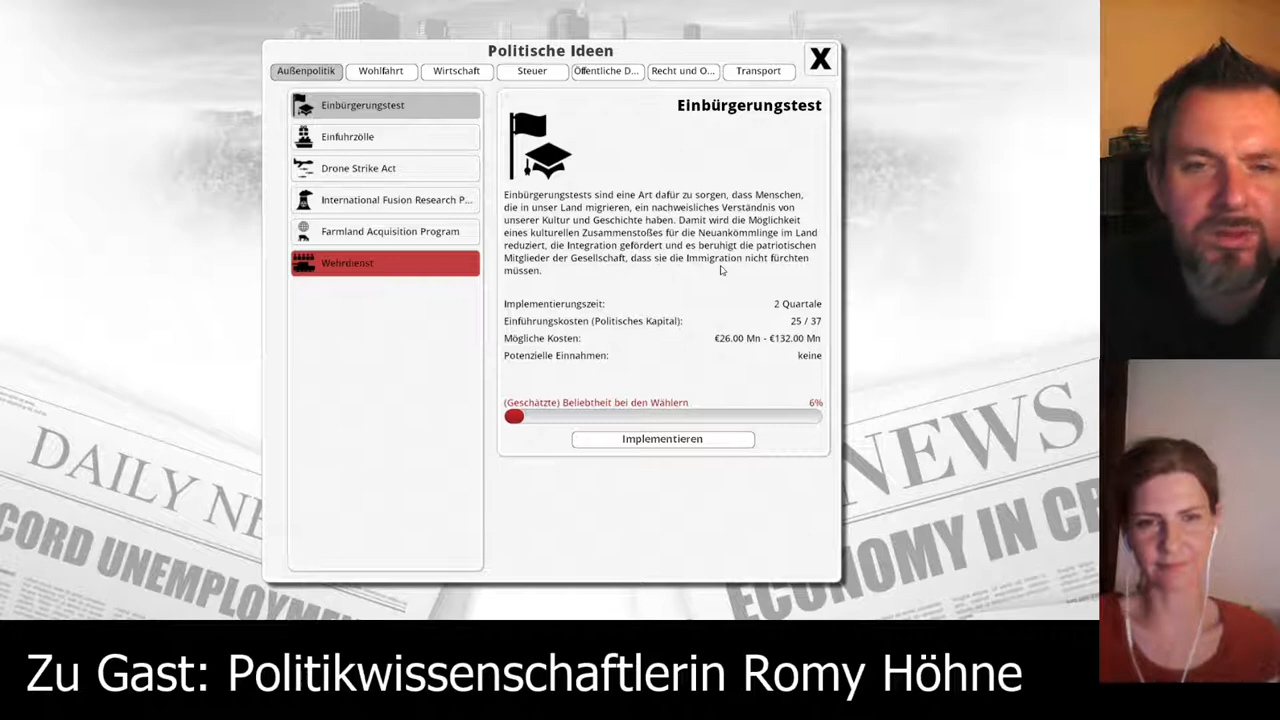 Politische Ideen
X
Außenpolitik
Wohlfahrt
Wirtschaft
Steuer
Öffentliche D...
Recht und O...
Transport
Einbürgerungstest
Einfuhrzölle
Drone Strike Act
International Fusion Research P...
Farmland Acquisition Program
Wehrdienst
Einbürgerungstest
Einbürgerungstests sind eine Art dafür zu sorgen, dass Menschen,
die in unser Land migrieren, ein nachweisliches Verständnis von
unserer Kultur und Geschichte haben. Damit wird die Möglichkeit
eines kulturellen Zusammenstoßes für die Neuankömmlinge im Land
reduziert, die Integration gefördert und es beruhigt die patriotischen
Mitglieder der Gesellschaft, dass sie die Immigration nicht fürchten
müssen.
Implementierungszeit: 2 Quartale
Einführungskosten (Politisches Kapital): 25 / 37
Mögliche Kosten: €26.00 Mn - €132.00 Mn
Potenzielle Einnahmen: keine
(Geschätzte) Beliebtheit bei den Wählern 6%
Implementieren
DAILY NE
CORD UNEMPLOYME
NEWS
ECONOMY IN CR
Zu Gast: Politikwissenschaftlerin Romy Höhne